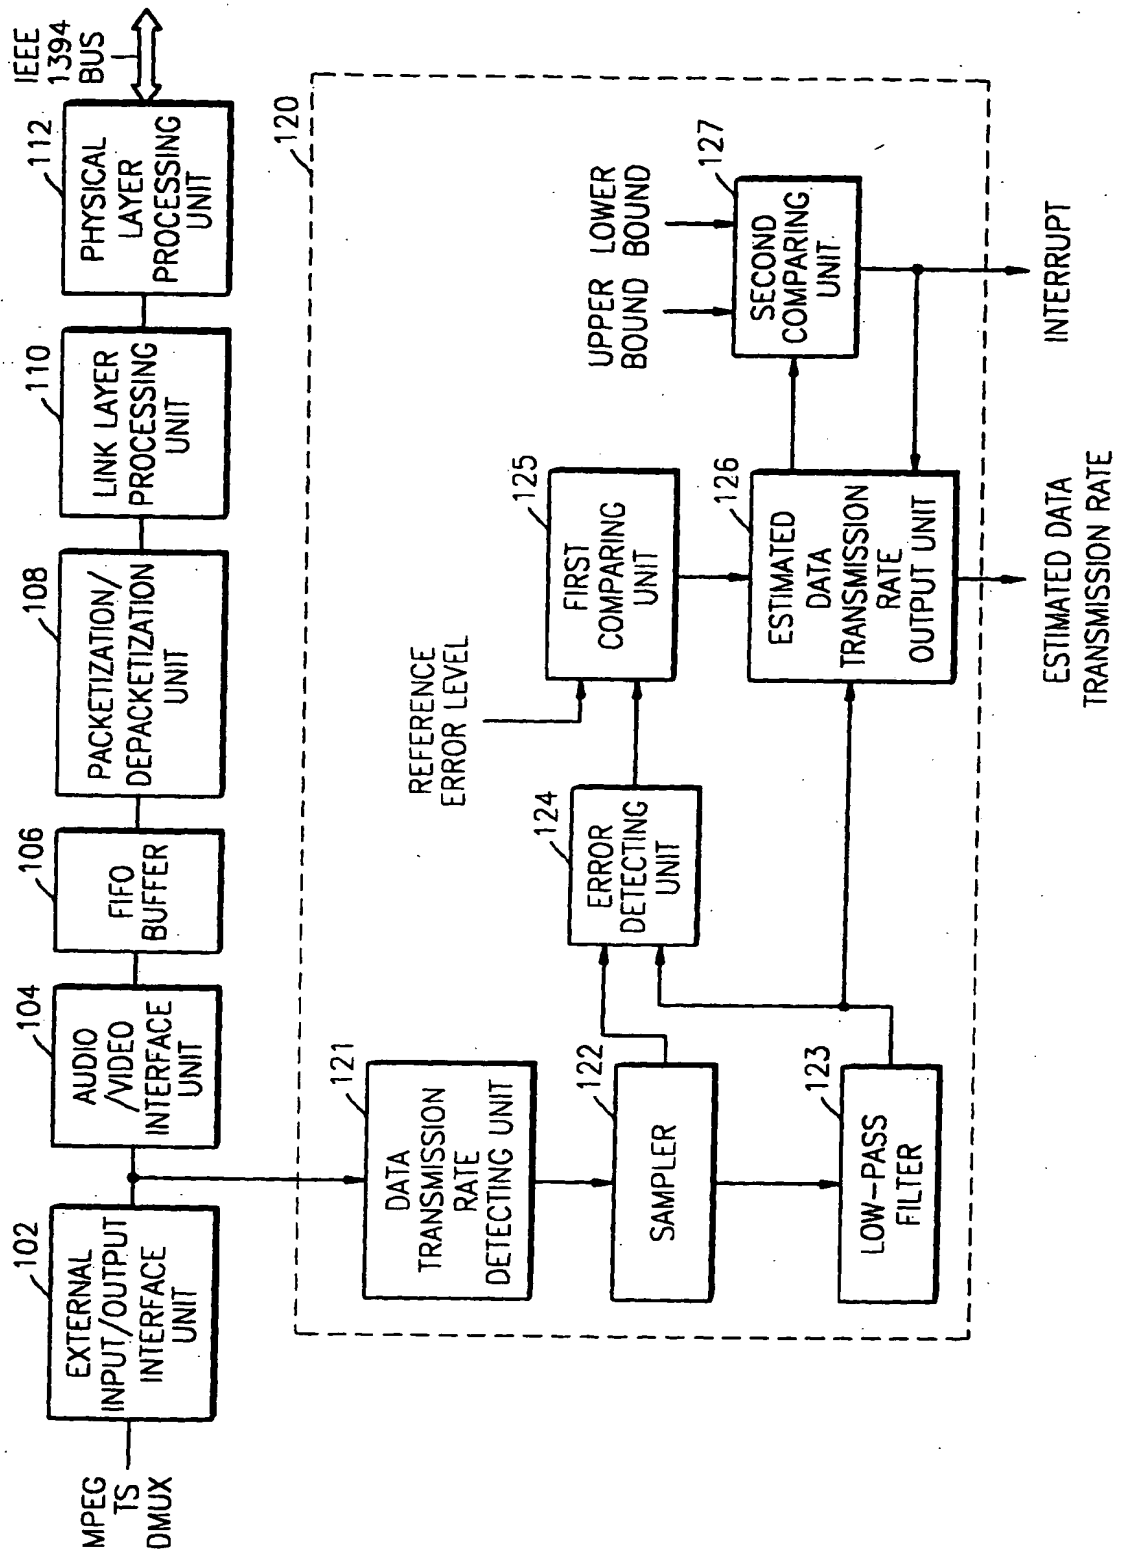 MPEG
TS
DMUX
102
EXTERNAL
INPUT/OUTPUT
INTERFACE
UNIT
104
AUDIO
/VIDEO
INTERFACE
UNIT
106
FIFO
BUFFER
108
PACKETIZATION/
DEPACKETIZATION
UNIT
110
LINK LAYER
PROCESSING
UNIT
112
PHYSICAL
LAYER
PROCESSING
UNIT
IEEE
1394
BUS
120
121
DATA
TRANSMISSION
RATE
DETECTING UNIT
122
SAMPLER
123
LOW-PASS
FILTER
124
ERROR
DETECTING
UNIT
REFERENCE
ERROR LEVEL
125
FIRST
COMPARING
UNIT
126
ESTIMATED
DATA
TRANSMISSION
RATE
OUTPUT UNIT
UPPER
BOUND
LOWER
BOUND
127
SECOND
COMPARING
UNIT
ESTIMATED DATA
TRANSMISSION RATE
INTERRUPT